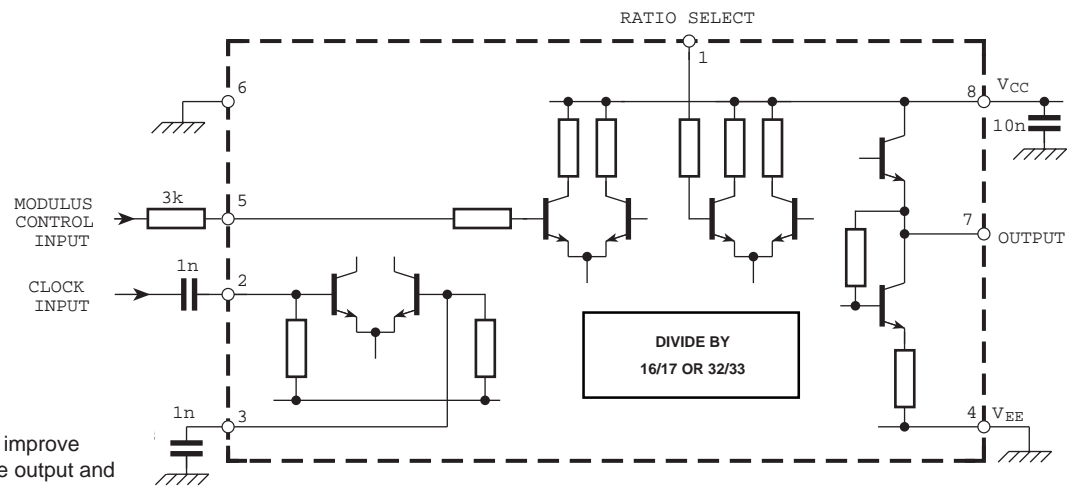 RATIO SELECT
1
6
8
VCC
10n
MODULUS
CONTROL
INPUT
3k
5
7
OUTPUT
1n
CLOCK
INPUT
2
DIVIDE BY
16/17 OR 32/33
1n
3
4
VEE
improve
e output and